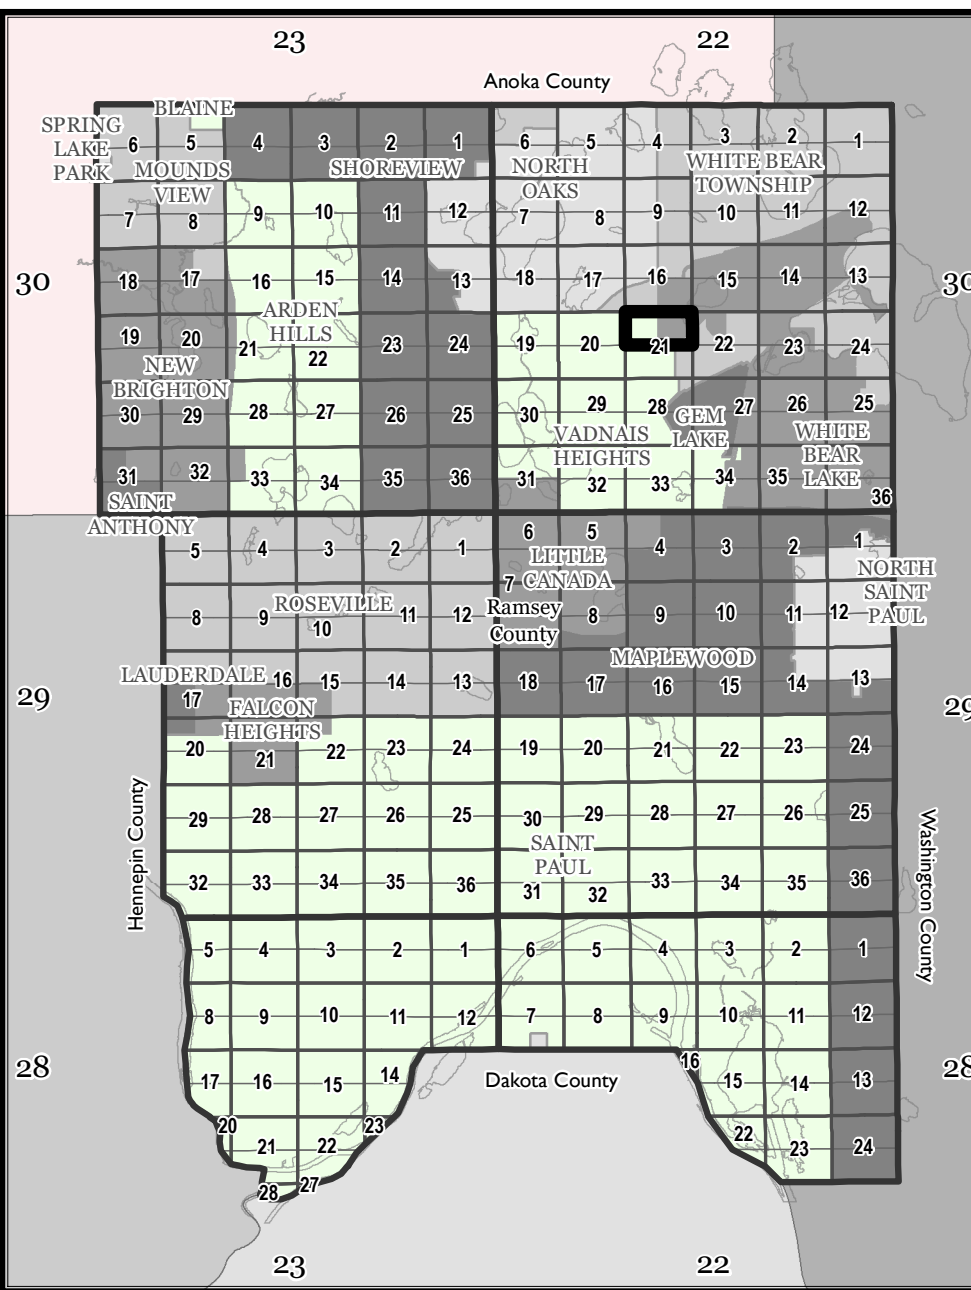 23 22
Anoka County
BLAINE
SPRING
LAKE
PARK
6 5 4 3 2 1 6 5 4 3 2 1
MOUNDS
VIEW
SHOREVIEW
NORTH
OAKS
WHITE BEAR
TOWNSHIP
7 8 9 10 11 12 7 8 9 10 11 12
30 18 17 16 15 14 13 18 17 16 15 14 13 30
ARDEN
HILLS
19 20 21 22 23 24 19 20 21 22 23 24
NEW
BRIGHTON
30 29 28 27 26 25 30 29 28 27 26 25
GEM
LAKE
VADNAIS
HEIGHTS
WHITE
BEAR
LAKE
31 32 33 34 35 36 31 32 33 34 35 36
SAINT
ANTHONY
5 4 3 2 1 6 5 4 3 2 1
LITTLE
CANADA
NORTH
SAINT
PAUL
8 9 10 11 12 7 8 9 10 11 12
ROSEVILLE
Ramsey
County
MAPLEWOOD
LAUDERDALE
29 17 16 15 14 13 18 17 16 15 14 13 29
FALCON
HEIGHTS
20 21 22 23 24 19 20 21 22 23 24
29 28 27 26 25 30 29 28 27 26 25
Hennepin County
Washington County
SAINT
PAUL
32 33 34 35 36 31 32 33 34 35 36
5 4 3 2 1 6 5 4 3 2 1
8 9 10 11 12 7 8 9 10 11 12
28 17 16 15 14 16 15 14 13 28
Dakota County
20 21 22 23 22 23 24
28 27
23 22